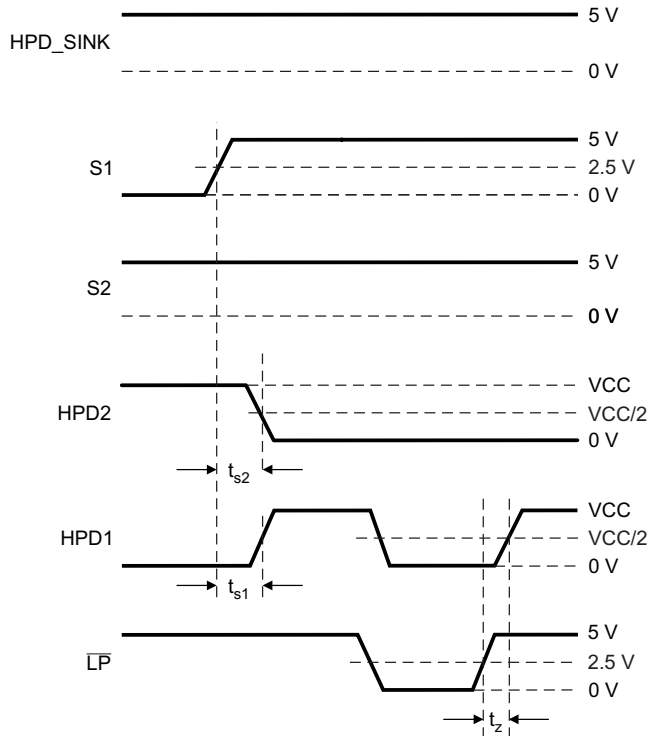 HPD_SINK
5 V
0 V
S1
5 V
2.5 V
0 V
S2
5 V
0 V
HPD2
VCC
VCC/2
0 V
ts2
HPD1
VCC
VCC/2
0 V
ts1
LP
5 V
2.5 V
0 V
tz